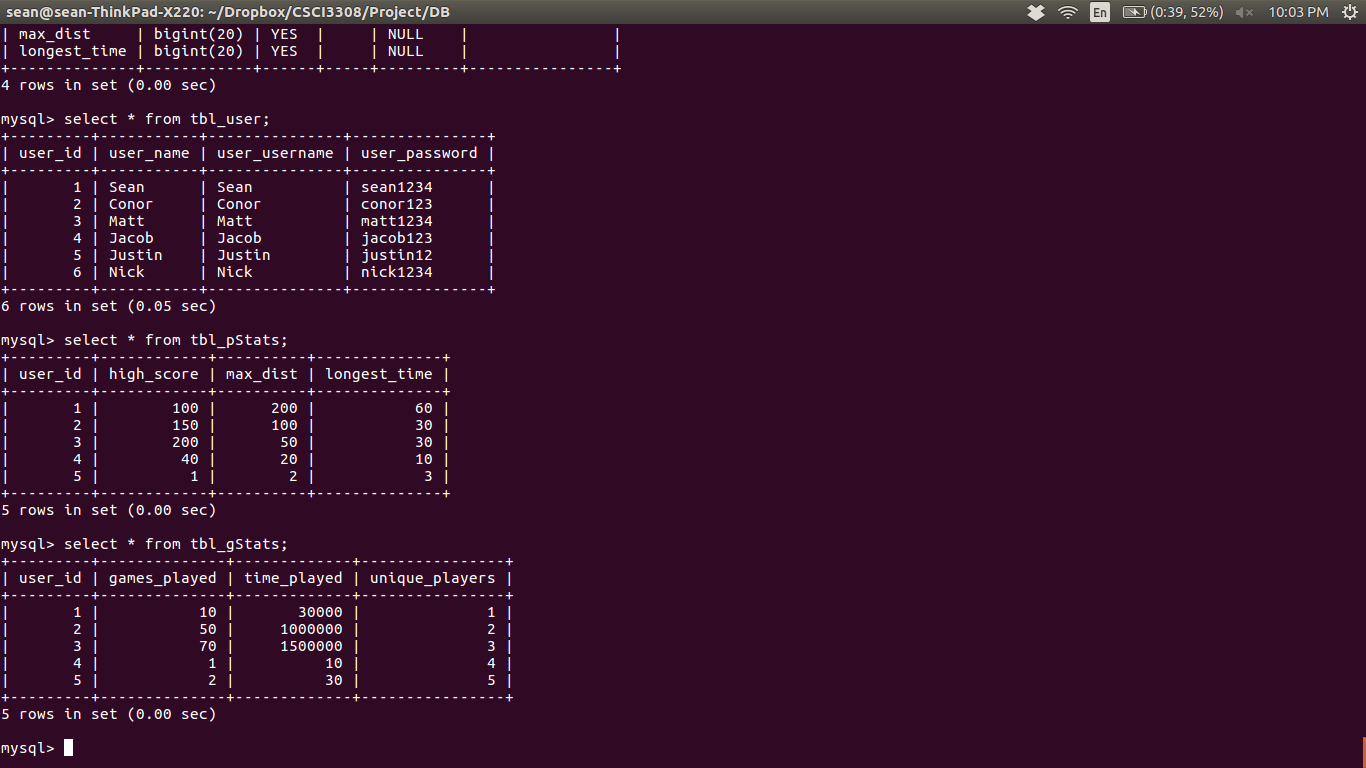 sean@sean-ThinkPad-X220: ~/Dropbox/CSCI3308/Project/DB En (0:39, 52%) 10:03 PM
| max_dist     | bigint(20) | YES  |     | NULL    |                |
| longest_time | bigint(20) | YES  |     | NULL    |                |
+--------------+------------+------+-----+---------+----------------+
4 rows in set (0.00 sec)

mysql> select * from tbl_user;
+---------+-----------+---------------+---------------+
| user_id | user_name | user_username | user_password |
+---------+-----------+---------------+---------------+
|       1 | Sean      | Sean          | sean1234      |
|       2 | Conor     | Conor         | conor123      |
|       3 | Matt      | Matt          | matt1234      |
|       4 | Jacob     | Jacob         | jacob123      |
|       5 | Justin    | Justin        | justin12      |
|       6 | Nick      | Nick          | nick1234      |
+---------+-----------+---------------+---------------+
6 rows in set (0.05 sec)

mysql> select * from tbl_pStats;
+---------+------------+----------+--------------+
| user_id | high_score | max_dist | longest_time |
+---------+------------+----------+--------------+
|       1 |        100 |      200 |           60 |
|       2 |        150 |      100 |           30 |
|       3 |        200 |       50 |           30 |
|       4 |         40 |       20 |           10 |
|       5 |          1 |        2 |            3 |
+---------+------------+----------+--------------+
5 rows in set (0.00 sec)

mysql> select * from tbl_gStats;
+---------+--------------+-------------+----------------+
| user_id | games_played | time_played | unique_players |
+---------+--------------+-------------+----------------+
|       1 |           10 |       30000 |              1 |
|       2 |           50 |     1000000 |              2 |
|       3 |           70 |     1500000 |              3 |
|       4 |            1 |          10 |              4 |
|       5 |            2 |          30 |              5 |
+---------+--------------+-------------+----------------+
5 rows in set (0.00 sec)

mysql>